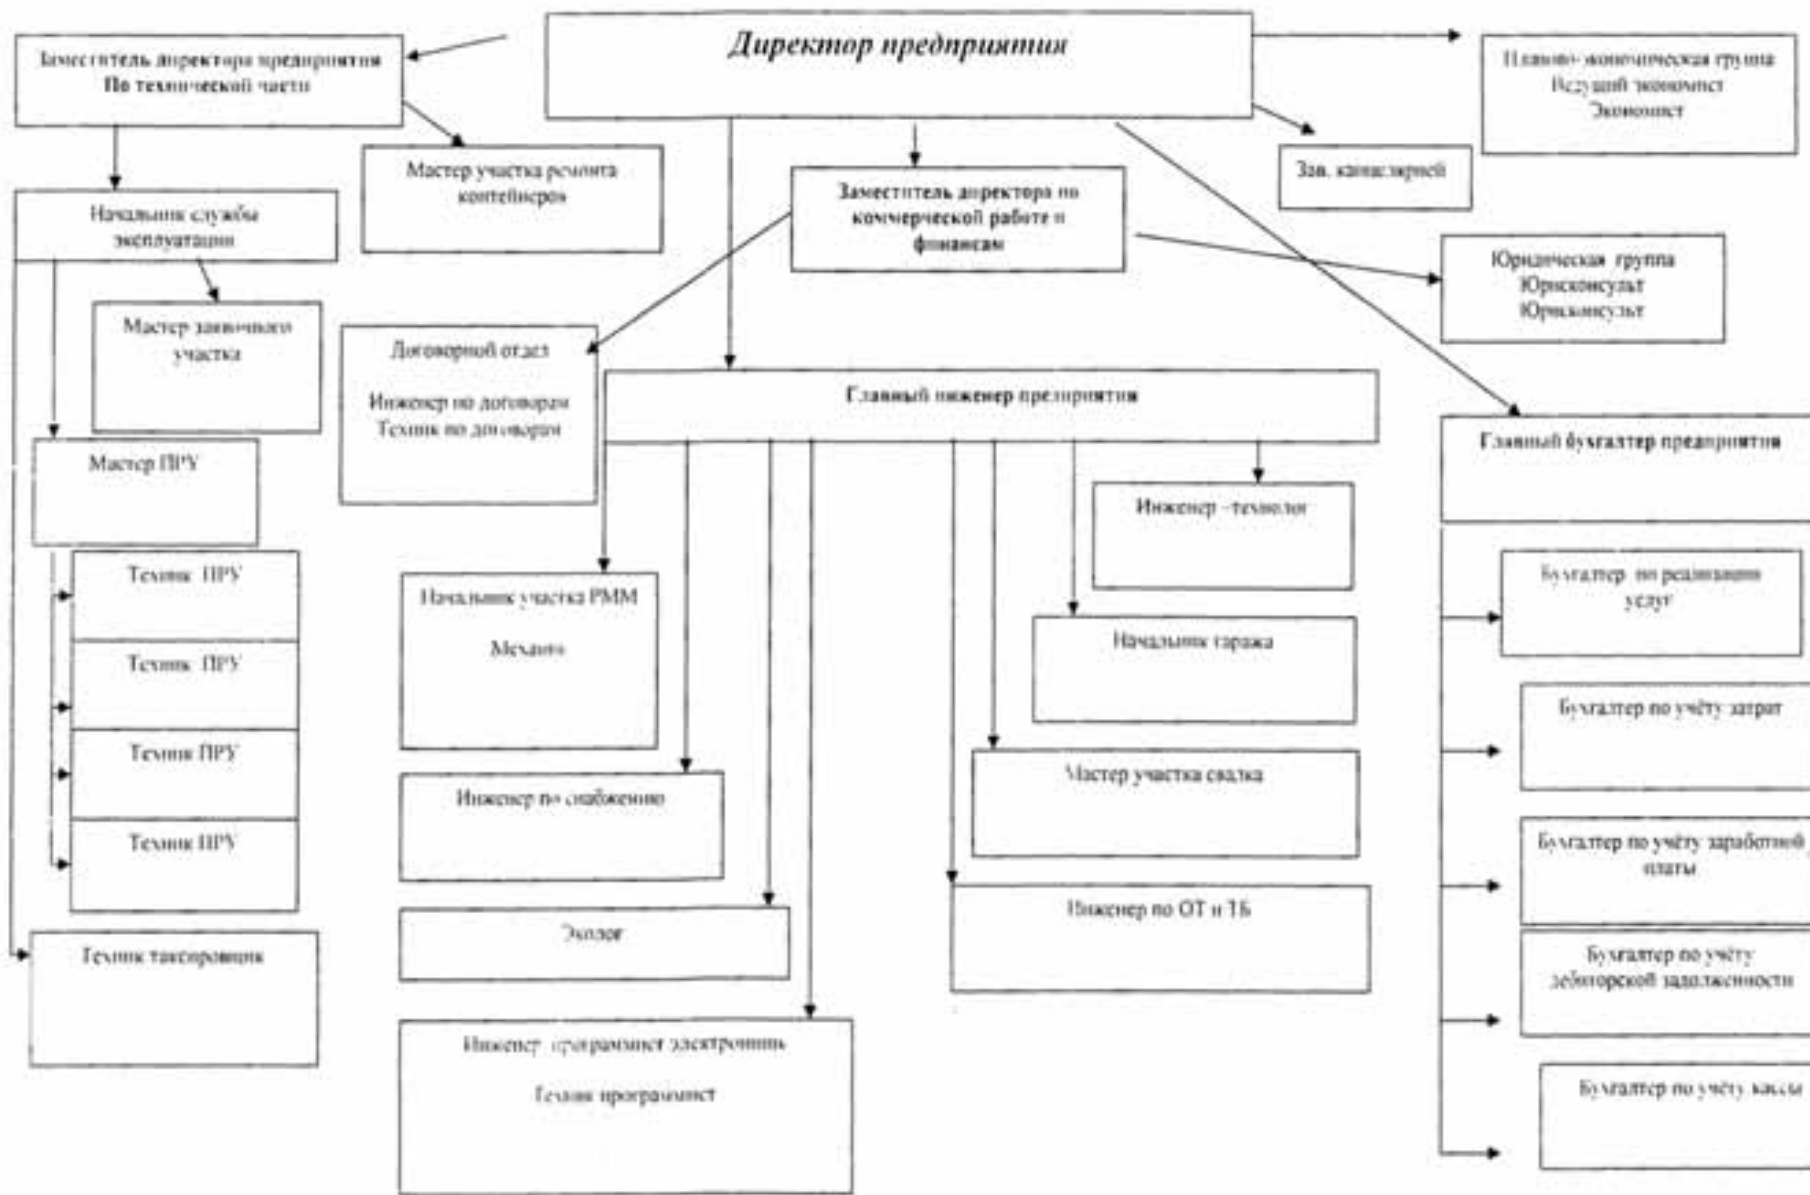 Директор предприятия
Заместитель директора предприятия
По технической части
Планово-экономическая группа
Ведущий экономист
Экономист
Мастер участка ремонта
контейнеров
Зав. канцелярией
Заместитель директора по
коммерческой работе и
финансам
Начальник службы
эксплуатации
Юридическая группа
Юрисконсульт
Юрисконсульт
Мастер заявочного
участка
Договорной отдел
Инженер по договорам
Техник по договорам
Главный инженер предприятия
Главный бухгалтер предприятия
Мастер ПРУ
Инженер –технолог
Техник ПРУ
Техник ПРУ
Техник ПРУ
Техник ПРУ
Начальник участка РММ
Механик
Начальник гаража
Бухгалтер по реализации
услуг
Бухгалтер по учёту затрат
Инженер по снабжению
Мастер участка свалка
Бухгалтер по учёту заработной
платы
Эколог
Инженер по ОТ и ТБ
Техник таксировщик
Бухгалтер по учёту
дебиторской задолженности
Инженер программист электронщик
Техник программист
Бухгалтер по учёту кассы